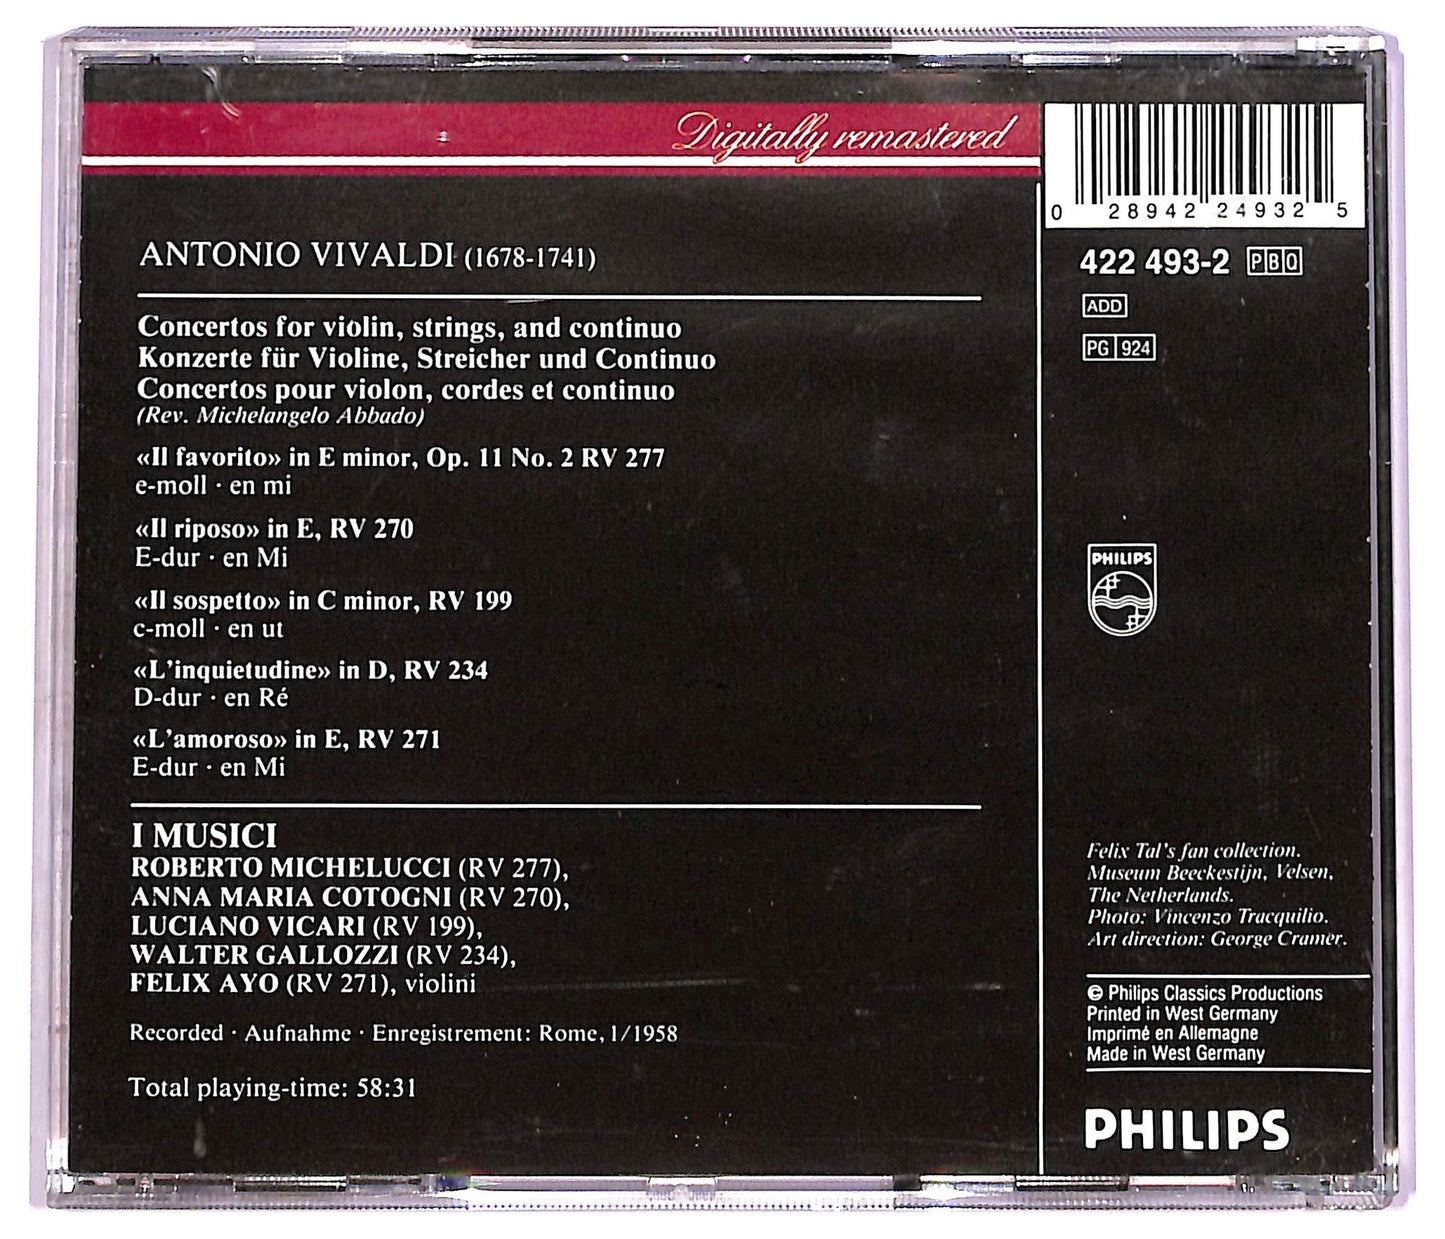 Digitally remastered
ANTONIO VIVALDI (1678-1741)
Concertos for violin, strings, and continuo
Konzerte für Violine, Streicher und Continuo
Concertos pour violon, cordes et continuo
(Rev. Michelangelo Abbado)
«Il favorito» in E minor, Op. 11 No. 2 RV 277
e-moll · en mi
«Il riposo» in E, RV 270
E-dur · en Mi
«Il sospetto» in C minor, RV 199
c-moll · en ut
«L'inquietudine» in D, RV 234
D-dur · en Ré
«L'amoroso» in E, RV 271
E-dur · en Mi
I MUSICI
ROBERTO MICHELUCCI (RV 277),
ANNA MARIA COTOGNI (RV 270),
LUCIANO VICARI (RV 199),
WALTER GALLOZZI (RV 234),
FELIX AYO (RV 271), violini
Recorded · Aufnahme · Enregistrement: Rome, 1/1958
Total playing-time: 58:31
0 28942 24932 5
422 493-2 PBQ
ADD
PG 924
PHILIPS
Felix Tal's fan collection.
Museum Beeckestijn, Velsen,
The Netherlands.
Photo: Vincenzo Tracquilio.
Art direction: George Cramer.
© Philips Classics Productions
Printed in West Germany
Imprimé en Allemagne
Made in West Germany
PHILIPS